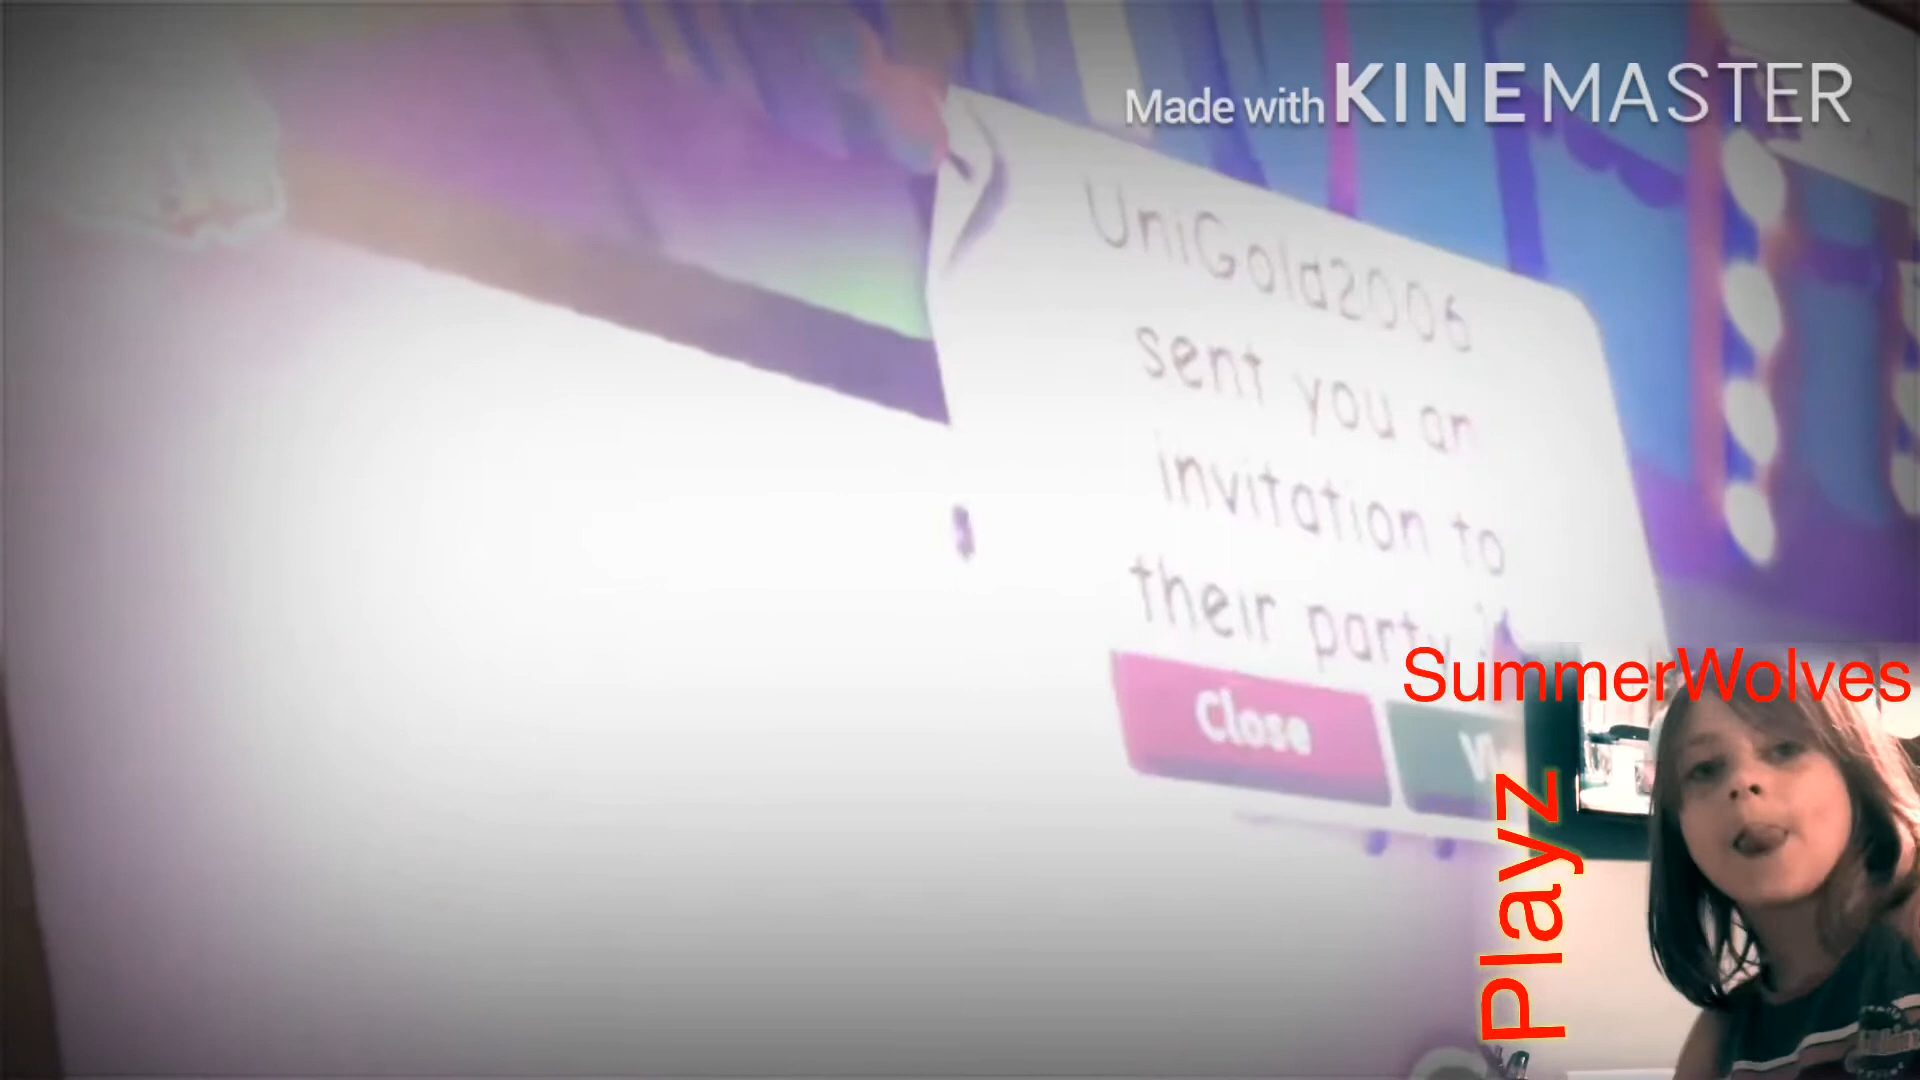 Made with KINEMASTER
UniGold2006
sent you an
invitation to
their party
Close
SummerWolves
Playz